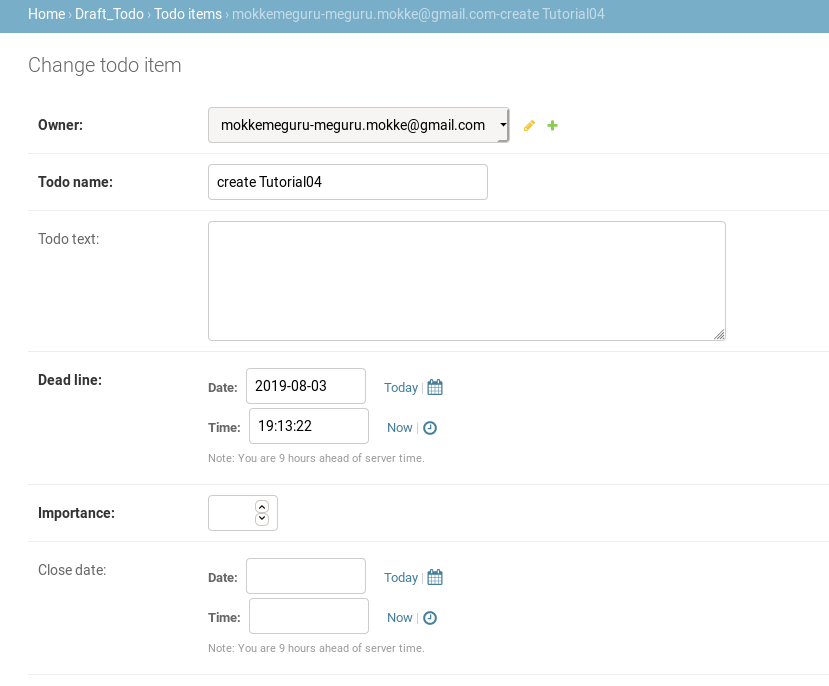 Home › Draft_Todo › Todo items › mokkemeguru-meguru.mokke@gmail.com-create Tutorial04
Change todo item
Owner: mokkemeguru-meguru.mokke@gmail.com
Todo name: create Tutorial04
Todo text:
Dead line: Date: 2019-08-03 Today |
Time: 19:13:22 Now |
Note: You are 9 hours ahead of server time.
Importance:
Close date: Date: Today |
Time: Now |
Note: You are 9 hours ahead of server time.